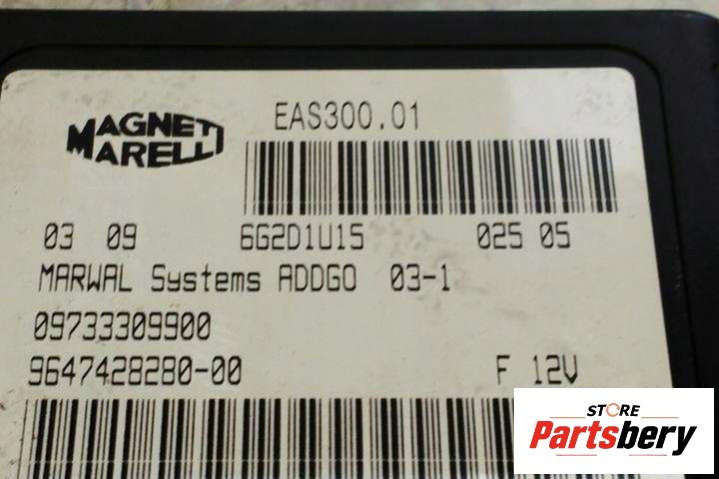 MAGNETI
MARELLI
EAS300.01
03 09 6G2D1U15 025 05
MARWAL Systems ADDGO 03-1
09733309900
9647428280-00 F 12V
STORE
Partsbery